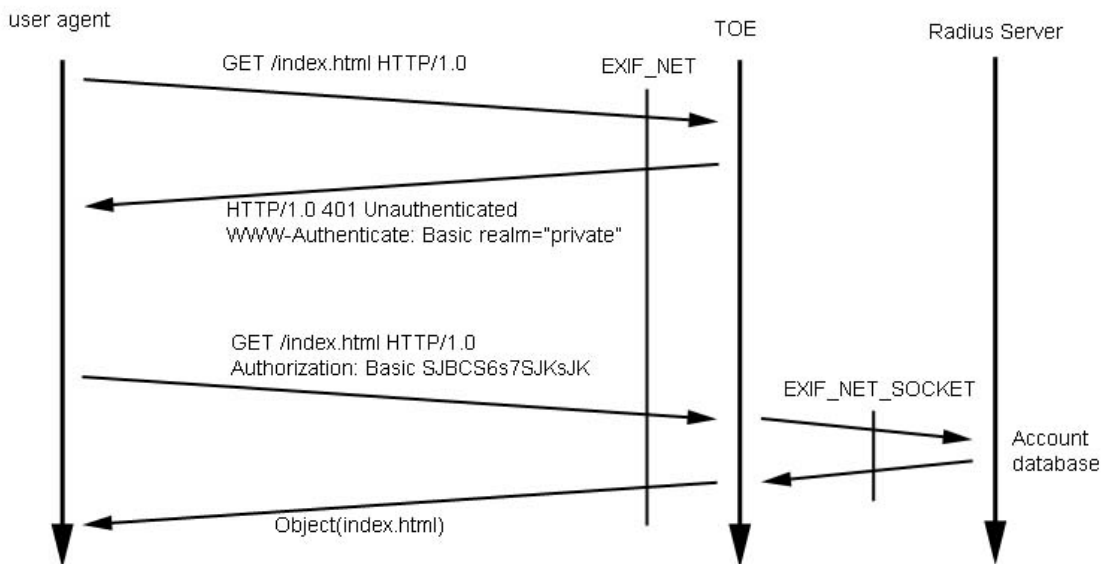 user agent
TOE
Radius Server
GET /index.html HTTP/1.0
EXIF_NET
HTTP/1.0 401 Unauthenticated
WWW-Authenticate: Basic realm="private"
GET /index.html HTTP/1.0
Authorization: Basic SJBCS6s7SJKsJK
EXIF_NET_SOCKET
Account
database
Object(index.html)